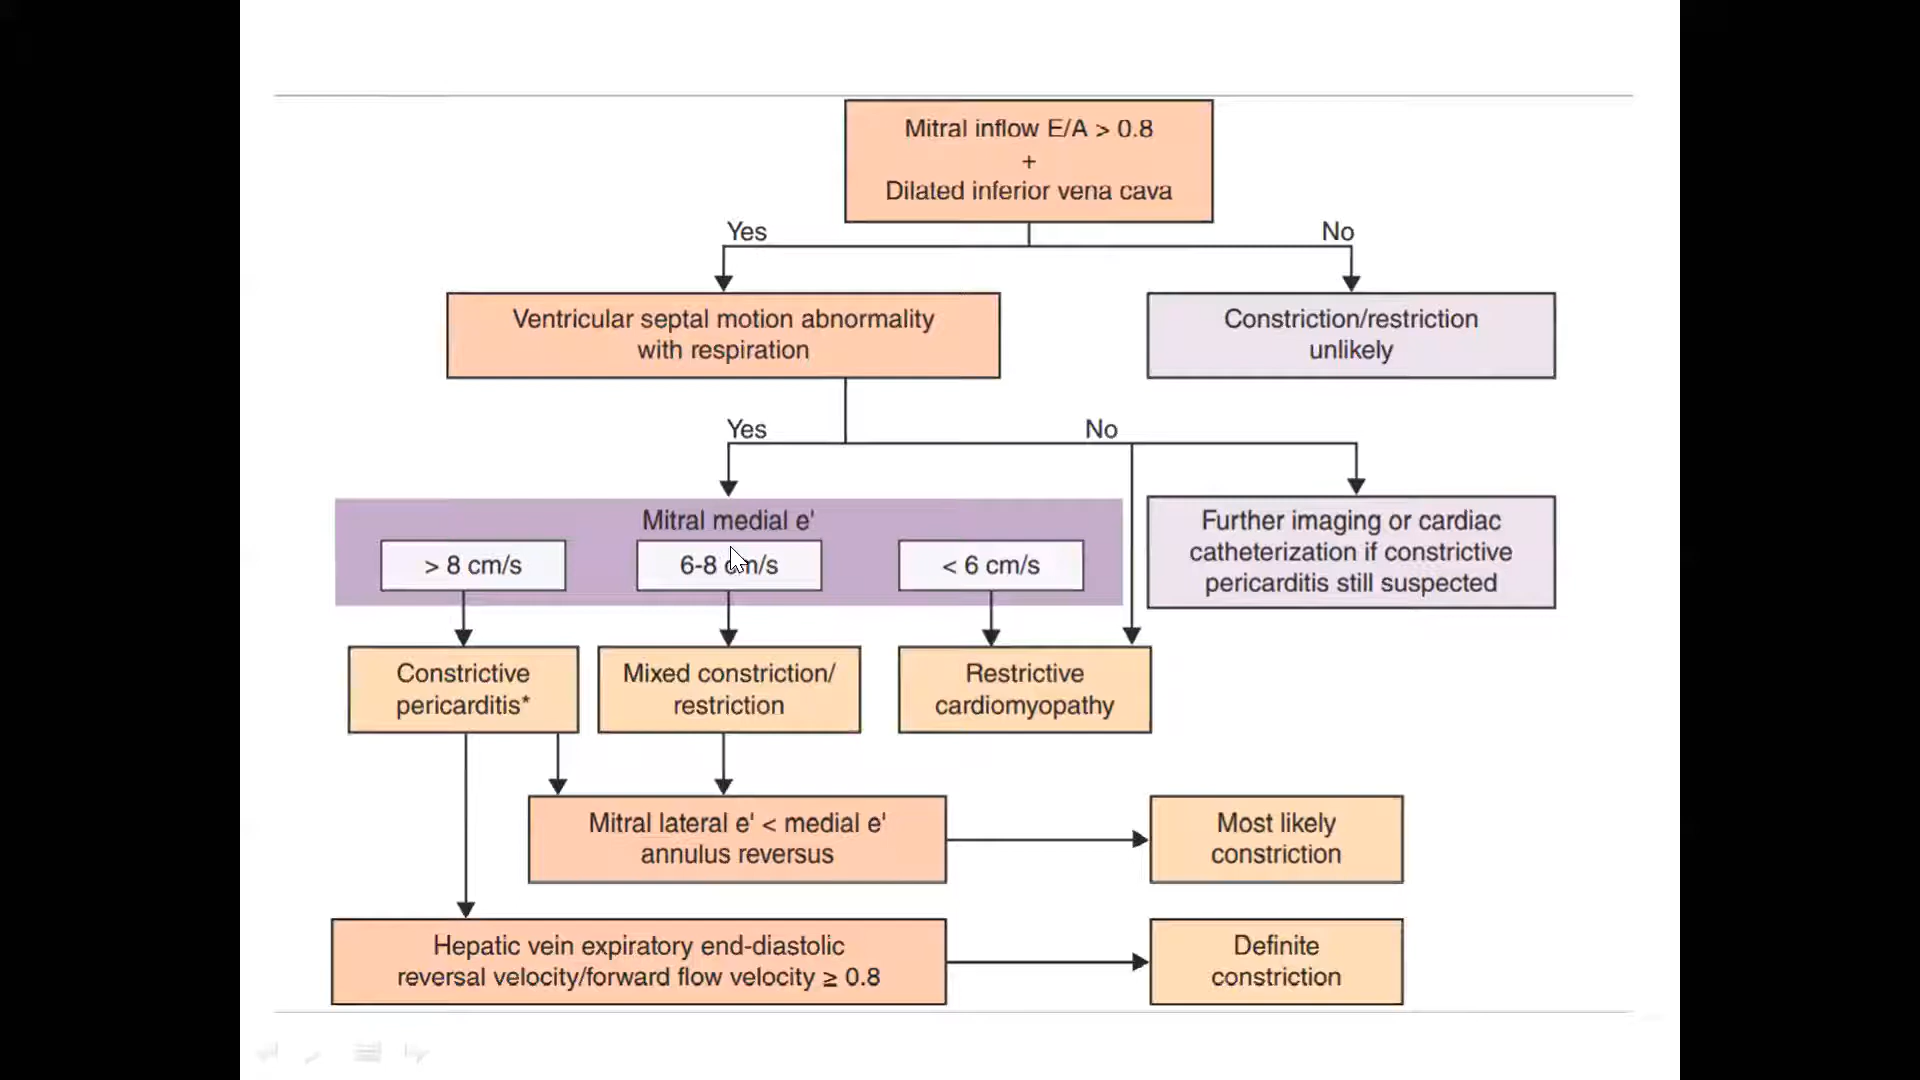 Mitral inflow E/A > 0.8
+
Dilated inferior vena cava
Yes
No
Ventricular septal motion abnormality
with respiration
Constriction/restriction
unlikely
Yes
No
Mitral medial e'
> 8 cm/s
6-8 cm/s
< 6 cm/s
Further imaging or cardiac
catheterization if constrictive
pericarditis still suspected
Constrictive
pericarditis*
Mixed constriction/
restriction
Restrictive
cardiomyopathy
Mitral lateral e' < medial e'
annulus reversus
Most likely
constriction
Hepatic vein expiratory end-diastolic
reversal velocity/forward flow velocity ≥ 0.8
Definite
constriction